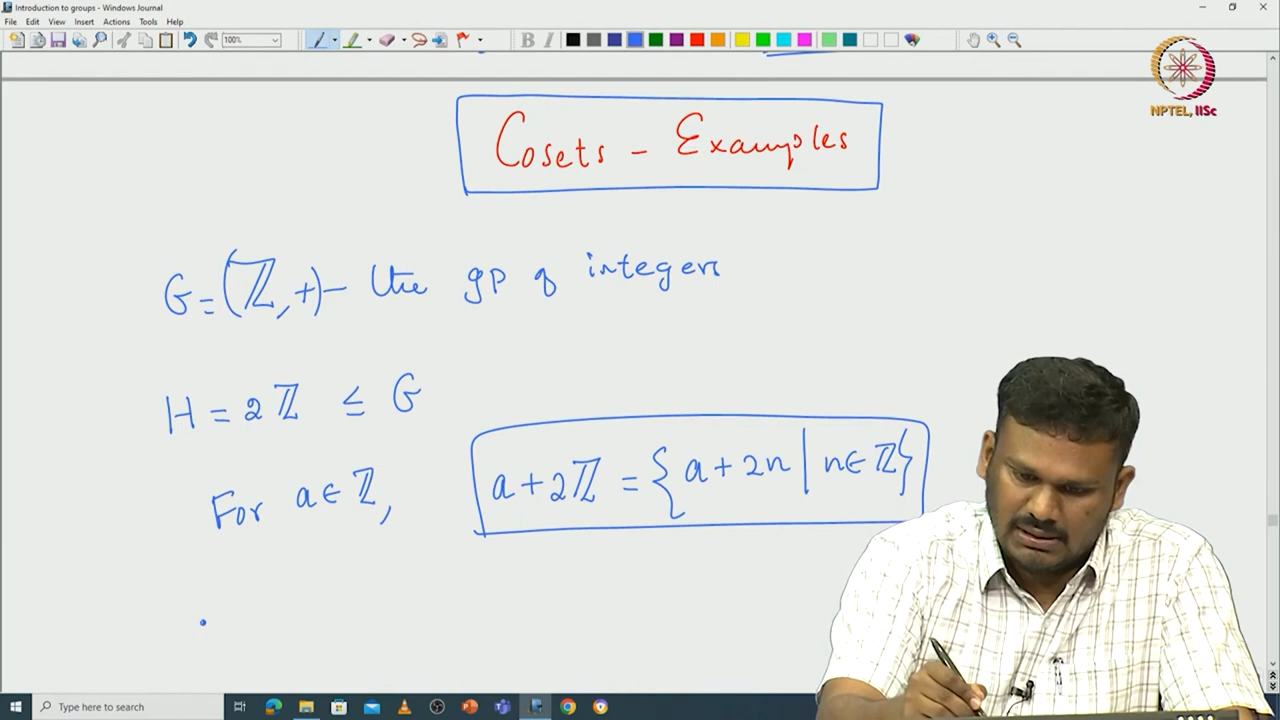 Introduction to groups - Windows Journal
File Edit View Insert Actions Tools Help
100%
B I
NPTEL, IISc
Cosets - Examples
G = (ℤ, +) - the gp of integers
H = 2ℤ ≤ G
For a ∈ ℤ, a + 2ℤ = {a + 2n | n ∈ ℤ}
Type here to search